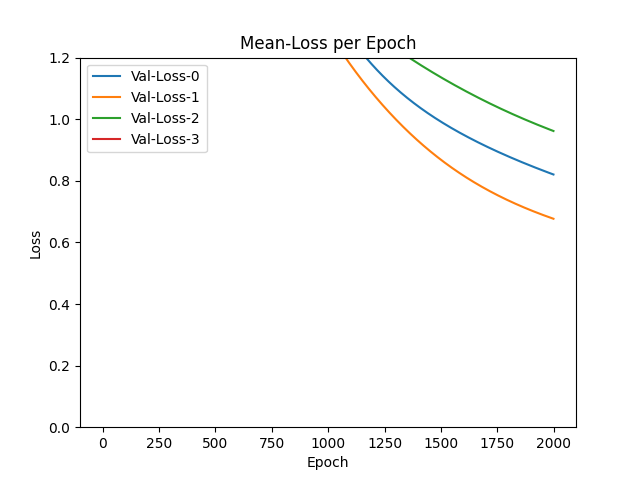 Mean-Loss per Epoch
Val-Loss-0
Val-Loss-1
Val-Loss-2
Val-Loss-3
1.2
1.0
0.8
0.6
0.4
0.2
0.0
Loss
0 250 500 750 1000 1250 1500 1750 2000
Epoch